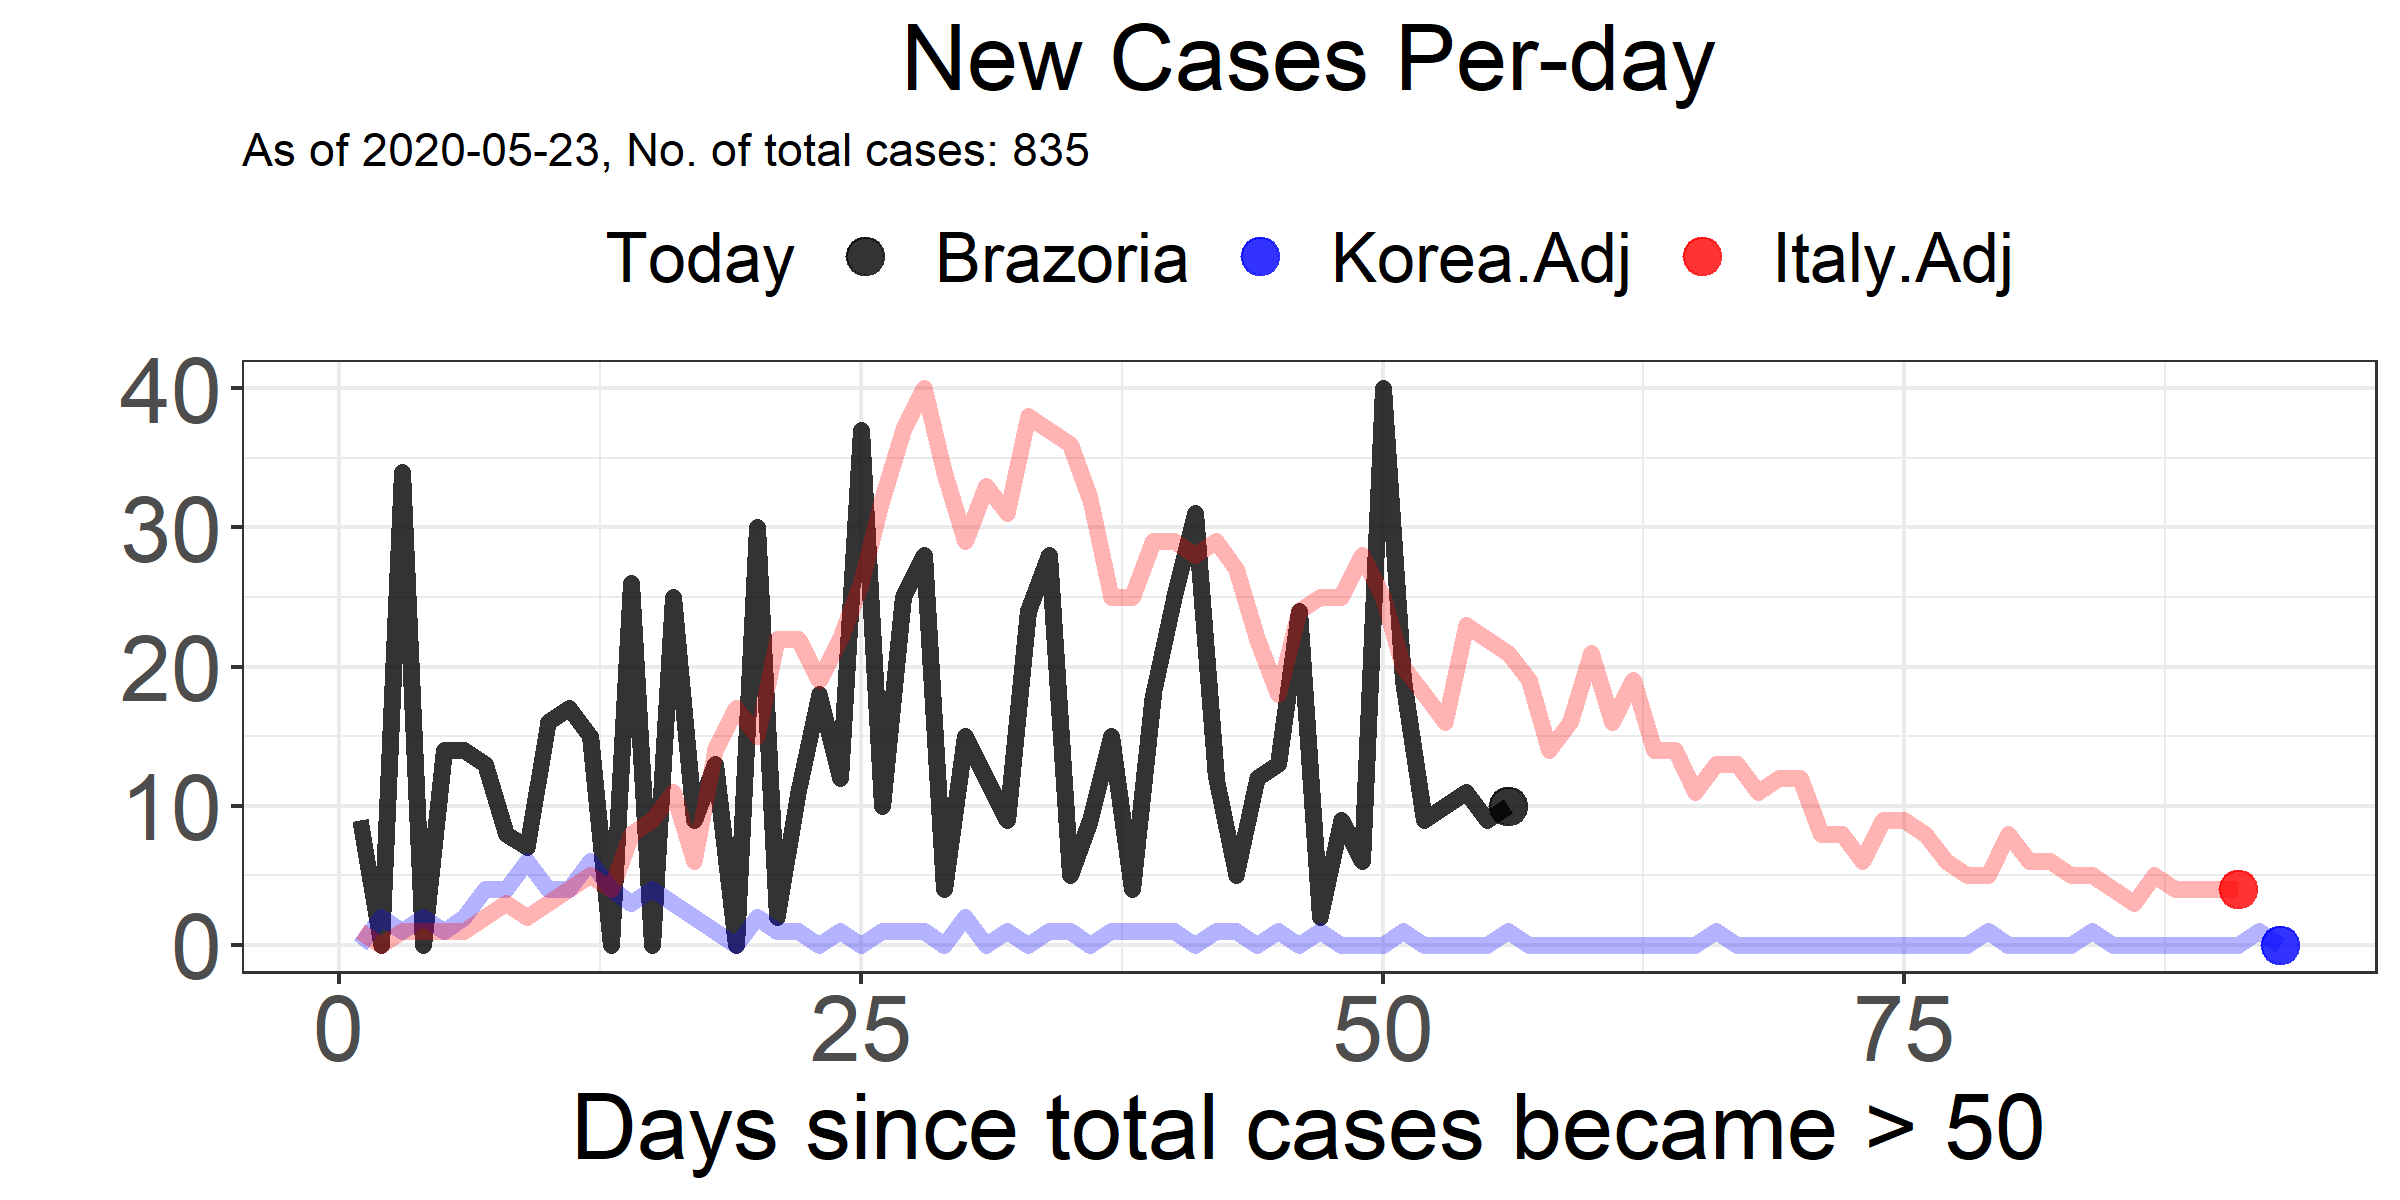 New Cases Per-day
As of 2020-05-23, No. of total cases: 835
Today Brazoria Korea.Adj Italy.Adj
40
30
20
10
0
0 25 50 75
Days since total cases became > 50